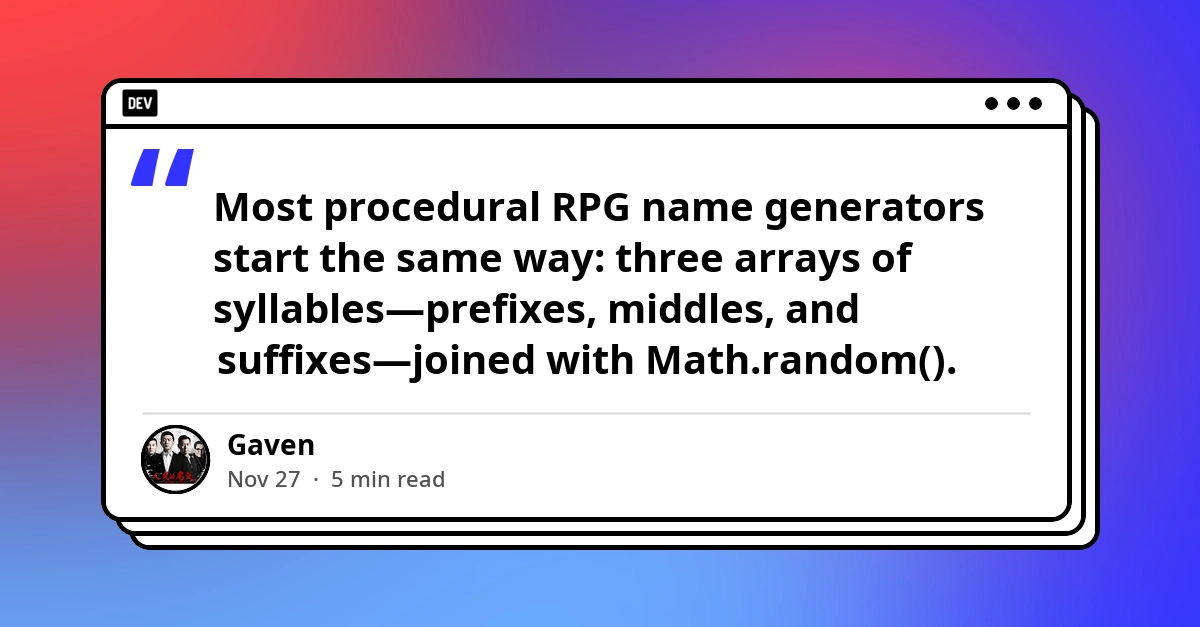 DEV
“
Most procedural RPG name generators
start the same way: three arrays of
syllables—prefixes, middles, and
suffixes—joined with Math.random().
Gaven
Nov 27 · 5 min read